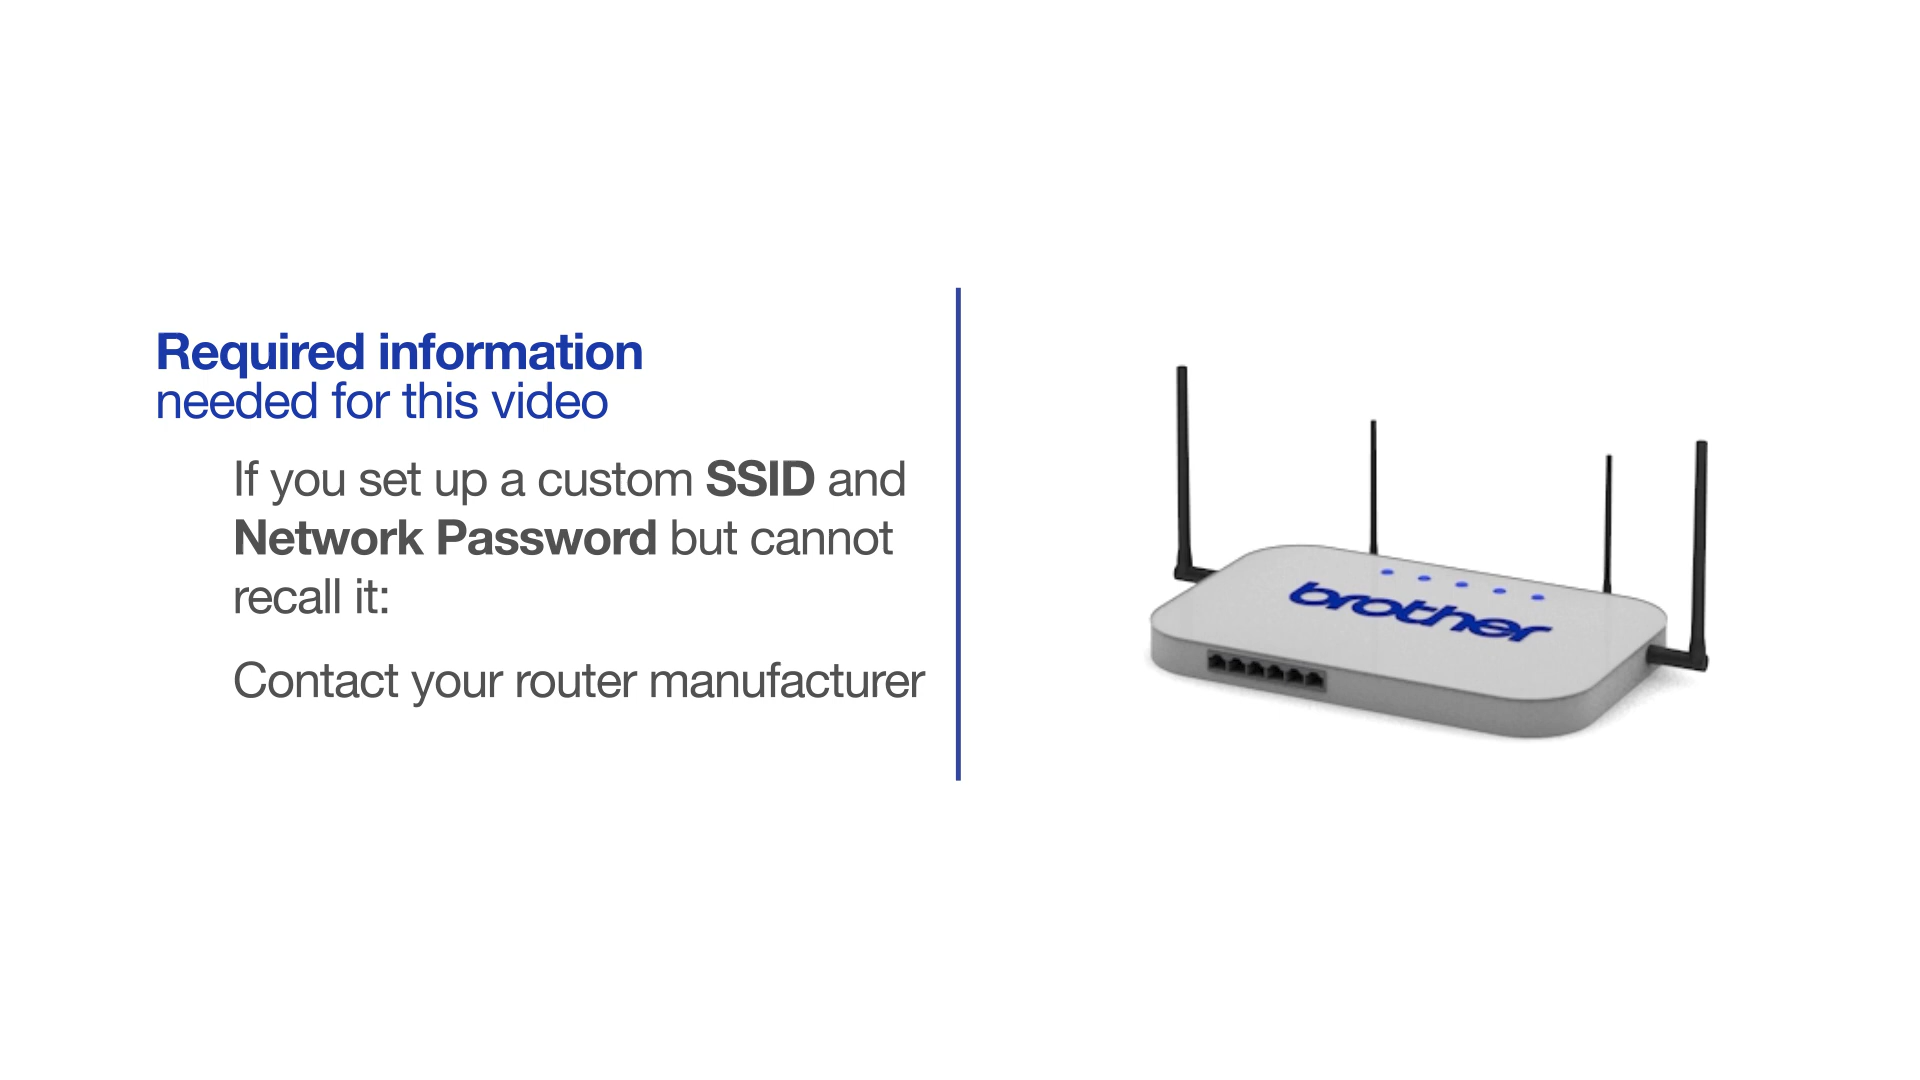 Required information
needed for this video
If you set up a custom SSID and
Network Password but cannot
recall it:
Contact your router manufacturer
brother